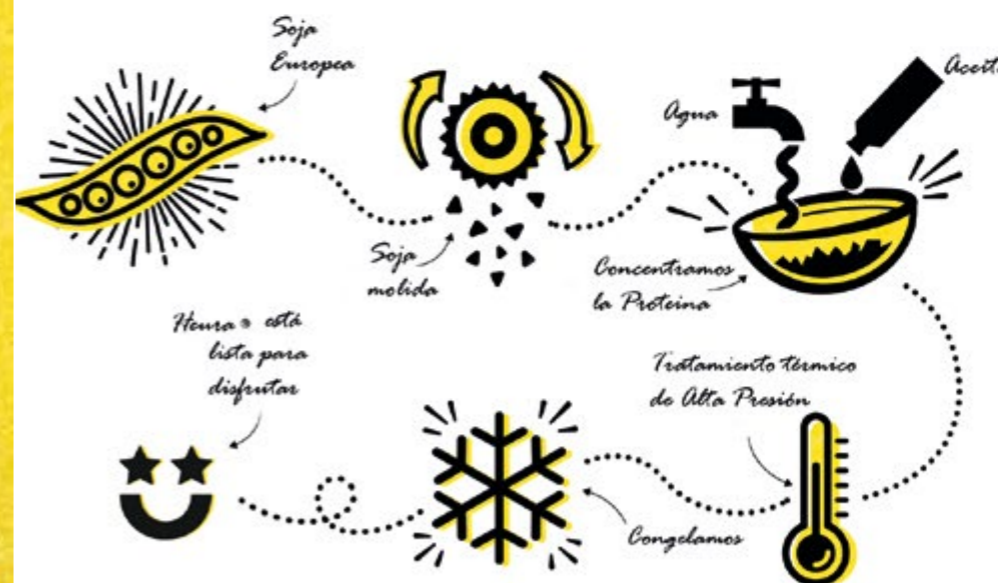 Soja
Europea
Soja
molida
Agua
Aceite
Concentramos
la Proteina
Tratamiento térmico
de Alta Presión
Congelamos
Heura® está
lista para
disfrutar